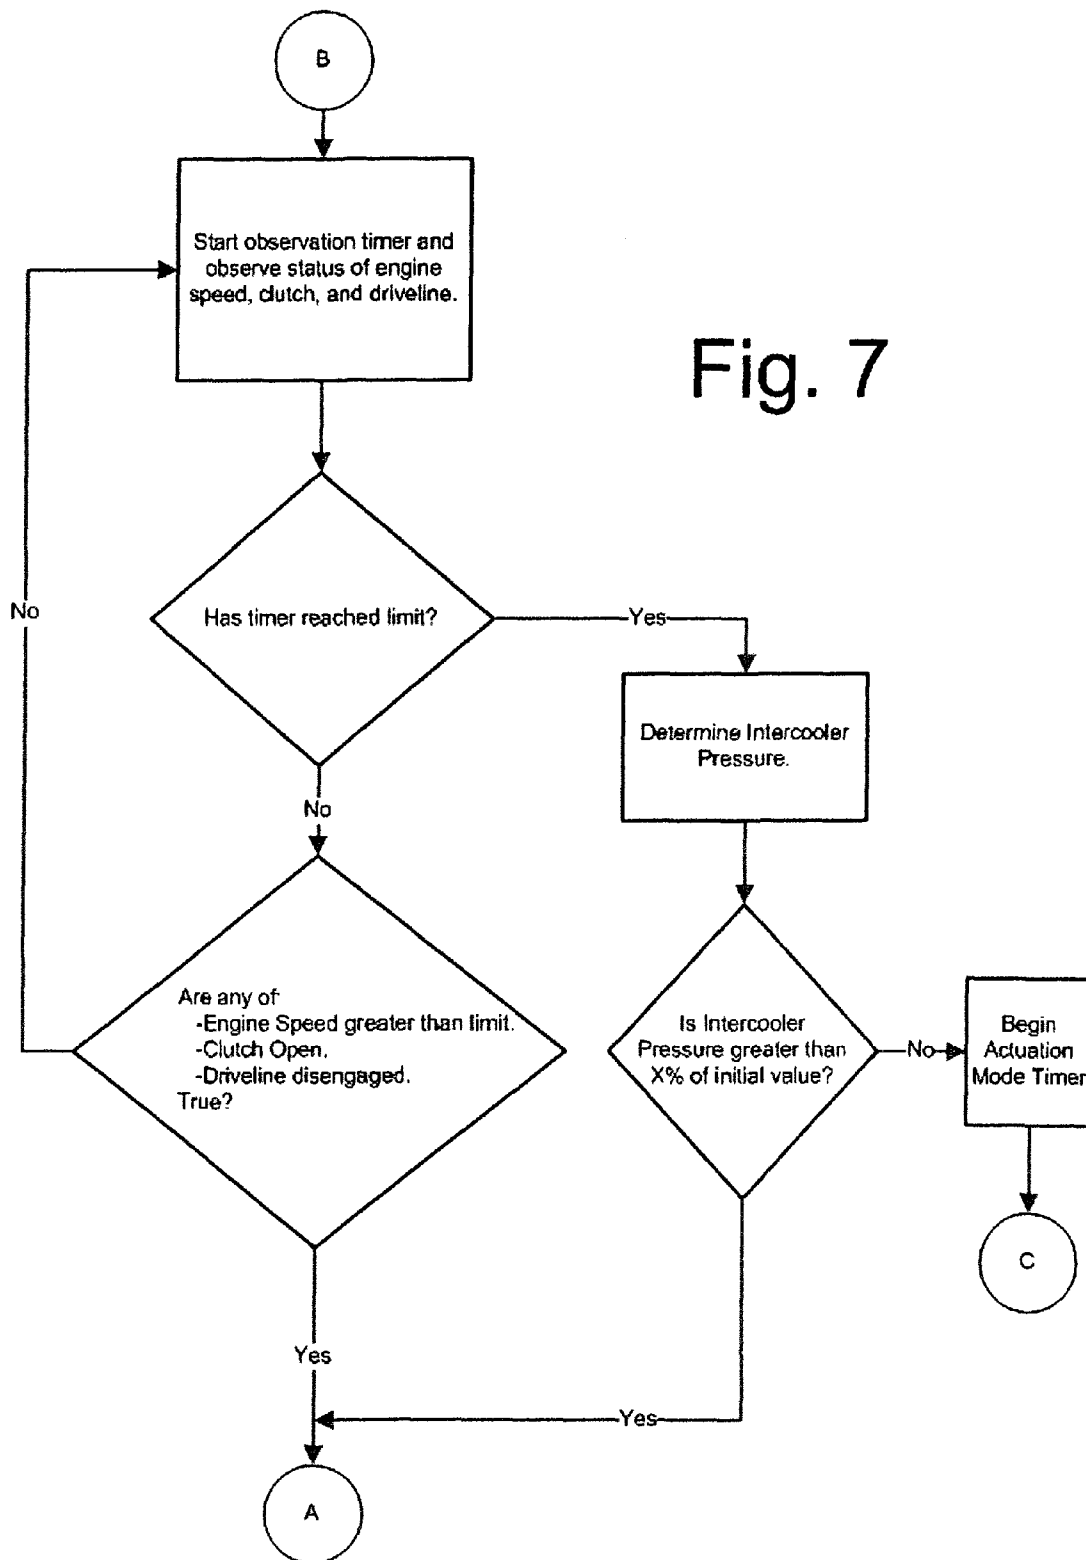 B
Start observation timer and
observe status of engine
speed, clutch, and driveline.
Fig. 7
No
Has timer reached limit?
Yes
Determine Intercooler
Pressure.
No
Are any of
-Engine Speed greater than limit.
-Clutch Open.
-Driveline disengaged.
True?
Is Intercooler
Pressure greater than
X% of initial value?
No
Begin
Actuation
Mode Timer
C
Yes
Yes
A